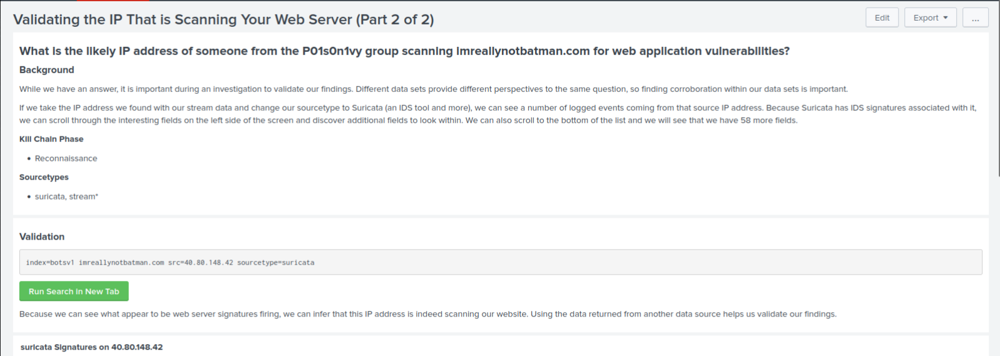 Validating the IP That is Scanning Your Web Server (Part 2 of 2)
Edit
Export
...
What is the likely IP address of someone from the P01s0n1vy group scanning imreallynotbatman.com for web application vulnerabilities?
Background
While we have an answer, it is important during an investigation to validate our findings. Different data sets provide different perspectives to the same question, so finding corroboration within our data sets is important.
If we take the IP address we found with our stream data and change our sourcetype to Suricata (an IDS tool and more), we can see a number of logged events coming from that source IP address. Because Suricata has IDS signatures associated with it,
we can scroll through the interesting fields on the left side of the screen and discover additional fields to look within. We can also scroll to the bottom of the list and we will see that we have 58 more fields.
Kill Chain Phase
• Reconnaissance
Sourcetypes
• suricata, stream*
Validation
index=botsv1 imreallynotbatman.com src=40.80.148.42 sourcetype=suricata
Run Search In New Tab
Because we can see what appear to be web server signatures firing, we can infer that this IP address is indeed scanning our website. Using the data returned from another data source helps us validate our findings.
suricata Signatures on 40.80.148.42